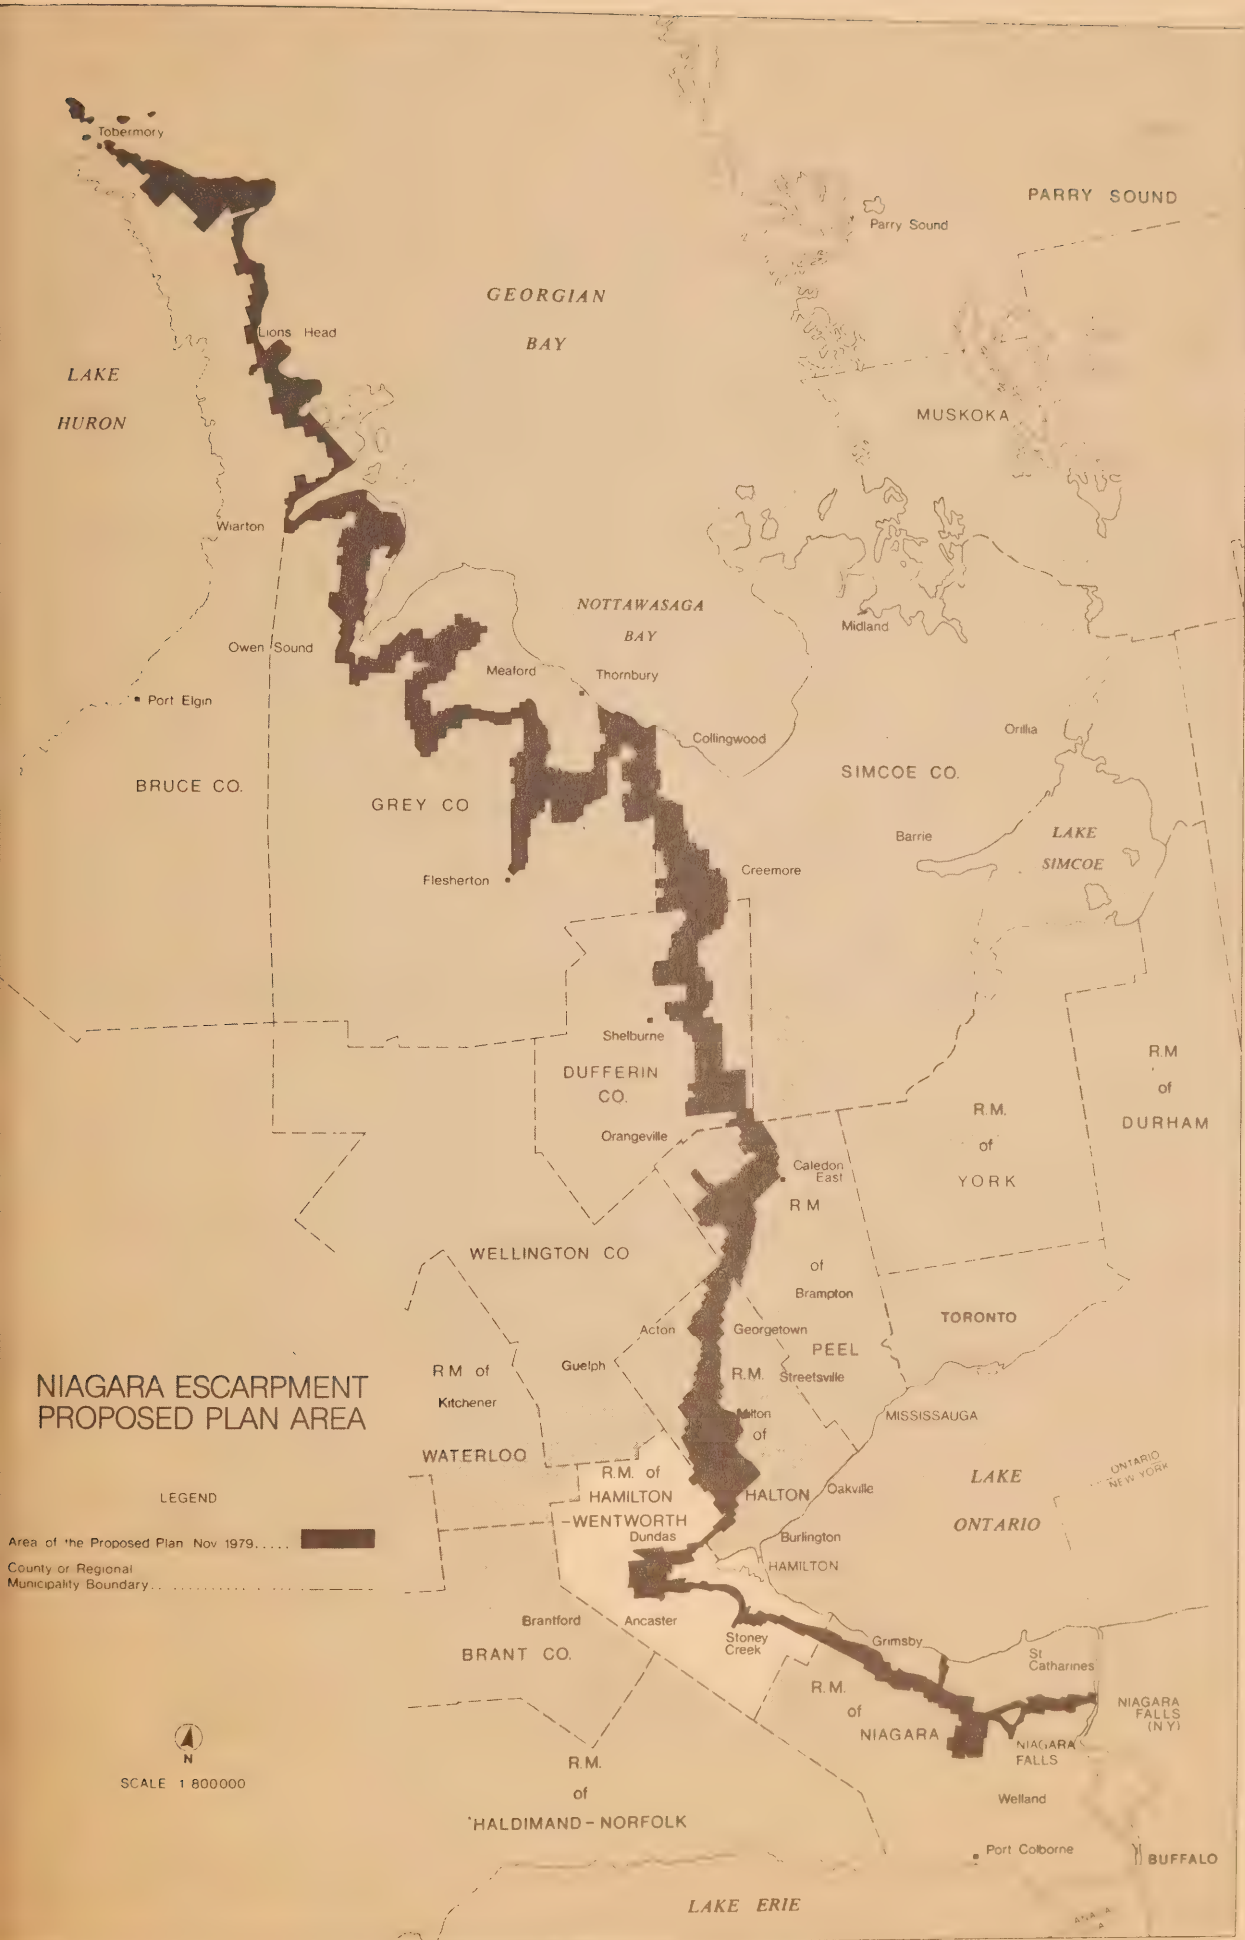 Tobermory
PARRY SOUND
Parry Sound
GEORGIAN
BAY
Lions Head
LAKE
HURON
MUSKOKA
Wiarton
NOTTAWASAGA
BAY
Midland
Owen Sound
Meaford
Thornbury
Port Elgin
Orillia
Collingwood
SIMCOE CO.
BRUCE CO.
GREY CO
Barrie
LAKE
SIMCOE
Creemore
Flesherton
Shelburne
DUFFERIN
CO.
R.M
of
DURHAM
R.M.
of
YORK
Orangeville
Caledon
East
R M
of
Brampton
PEEL
WELLINGTON CO
TORONTO
Acton
Georgetown
Guelph
R.M.
Streetsville
NIAGARA ESCARPMENT
PROPOSED PLAN AREA
R M of
Kitchener
WATERLOO
Milton
of
HALTON
MISSISSAUGA
R.M. of
HAMILTON
-WENTWORTH
Dundas
Oakville
LAKE
ONTARIO
ONTARIO
NEW YORK
LEGEND
Area of the Proposed Plan Nov 1979.....
County or Regional
Municipality Boundary
Burlington
HAMILTON
Brantford
Ancaster
BRANT CO.
Stoney
Creek
Grimsby
St
Catharines
R.M.
of
NIAGARA
NIAGARA
FALLS
(N Y)
NIAGARA
FALLS
N
SCALE 1 800000
R.M.
of
HALDIMAND-NORFOLK
Welland
Port Colborne
BUFFALO
LAKE ERIE